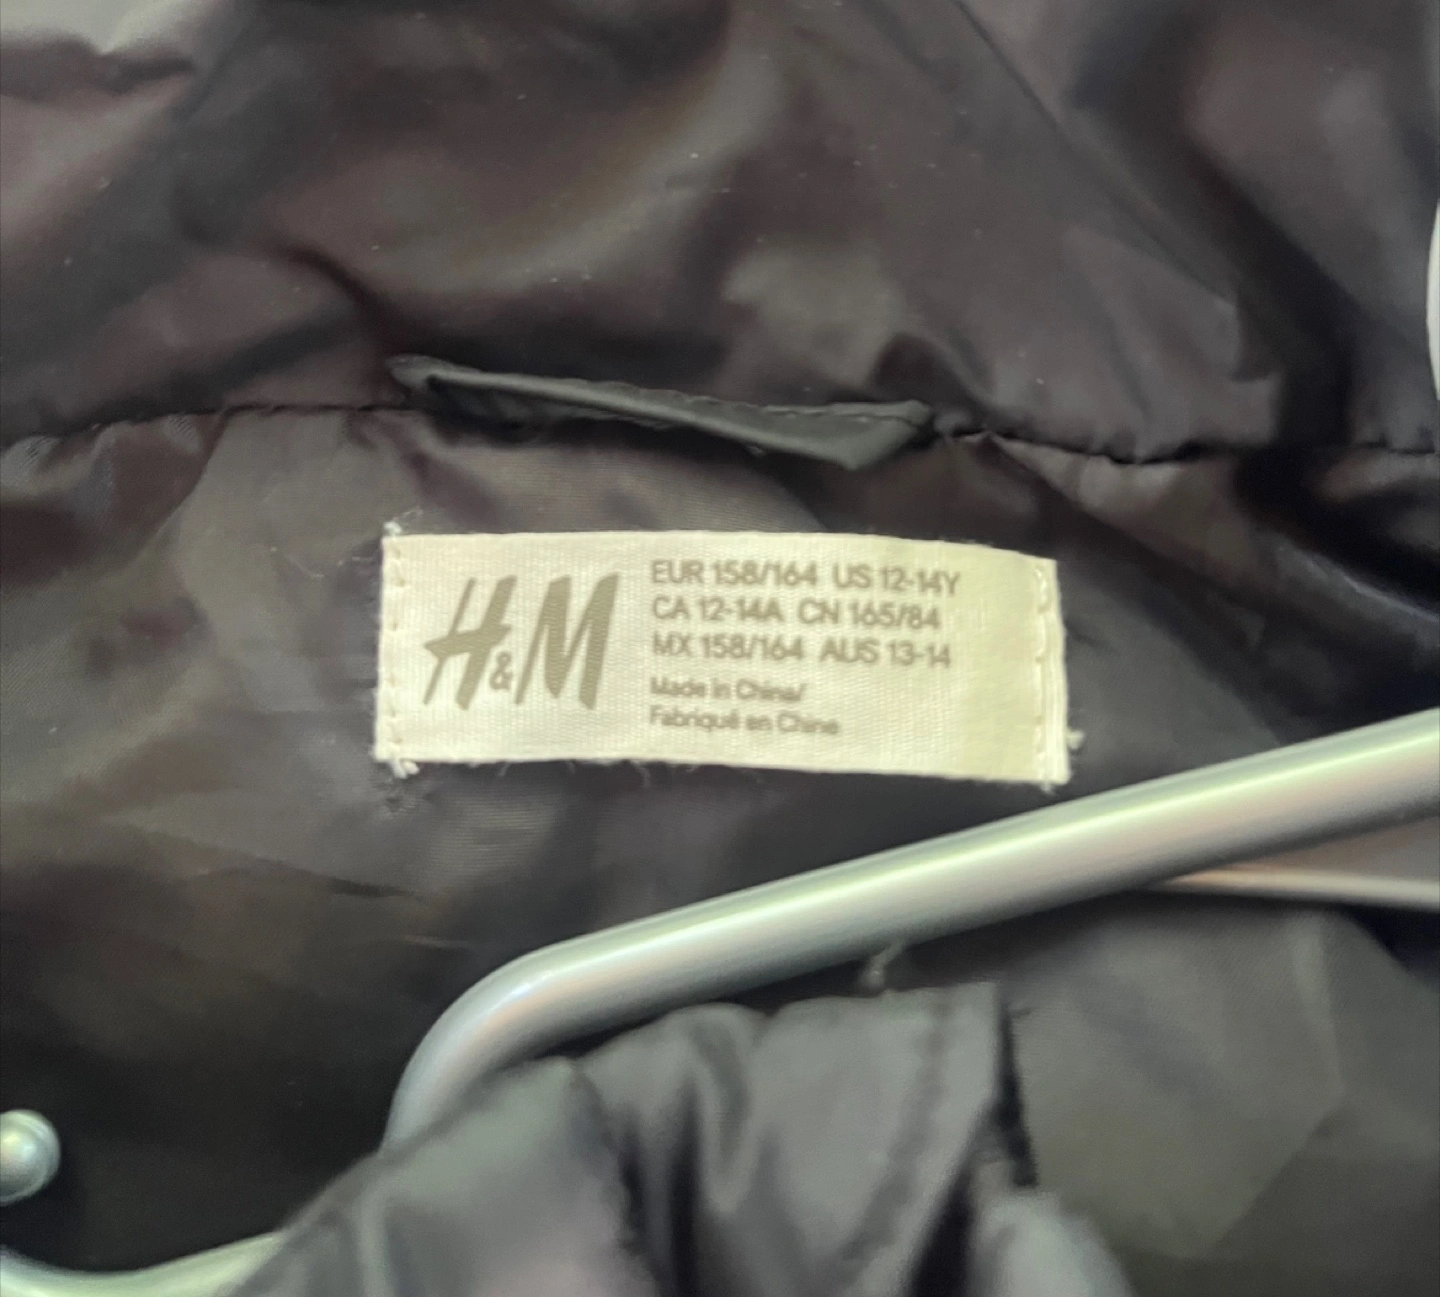 H&M
EUR 158/164 US 12-14Y
CA 12-14A CN 165/84
MX 158/164 AUS 13-14
Made in China/
Fabriqué en Chine